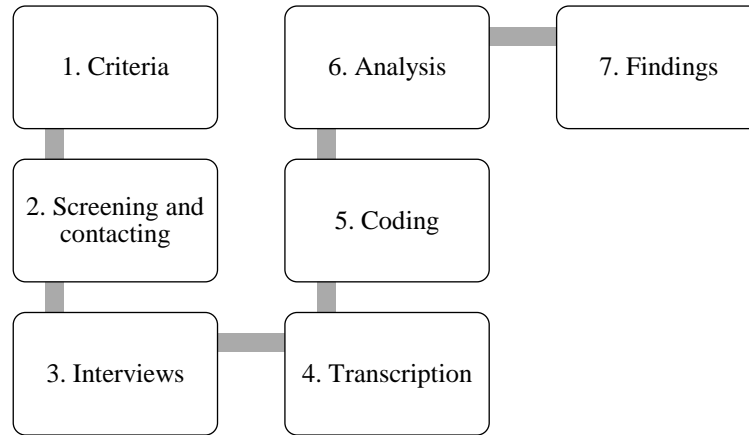 1. Criteria
2. Screening and
contacting
3. Interviews
4. Transcription
5. Coding
6. Analysis
7. Findings